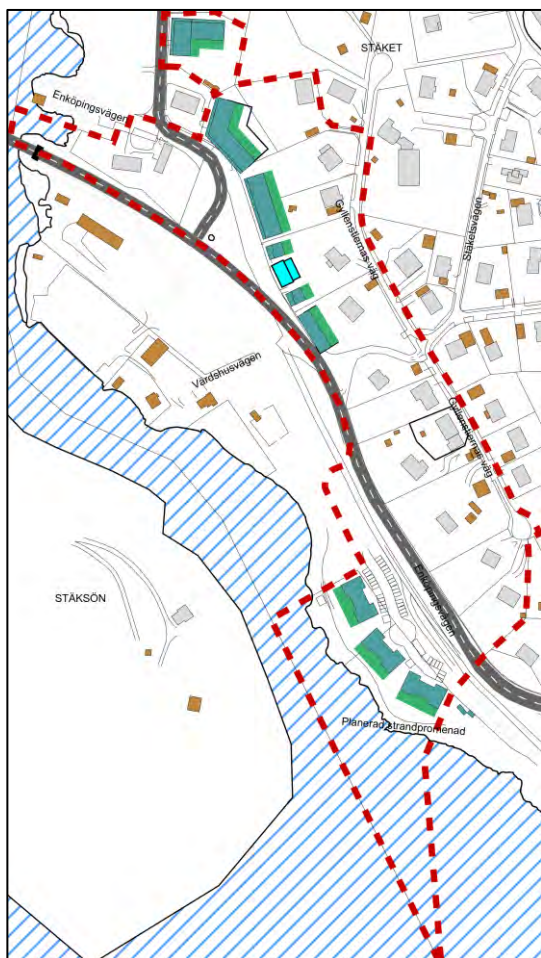 STÄKET
Enköpingsvägen
Gyllenstiernas väg
Stäketsvägen
Värdshusvägen
Gyllenstiernas väg
Enköpingsvägen
STÄKSÖN
Planerad strandpromenad